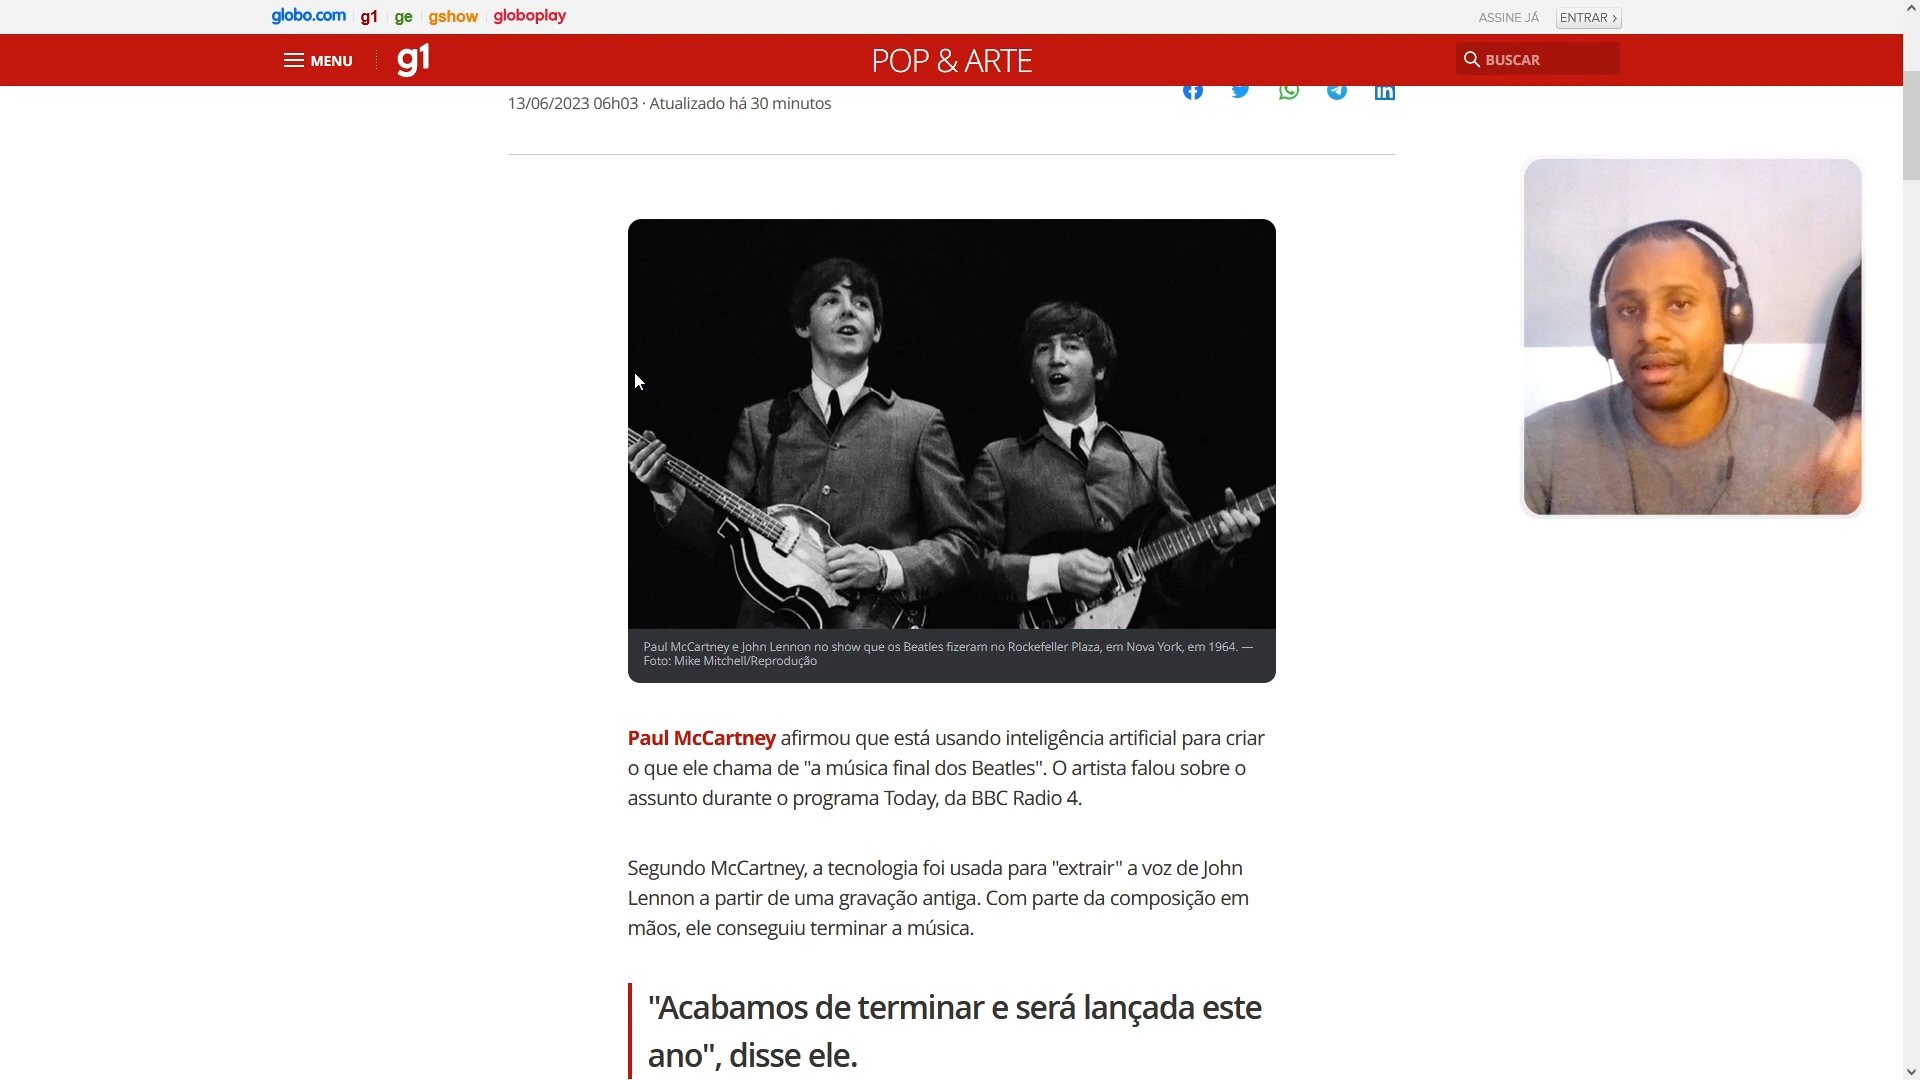 globo.com g1 ge gshow globoplay
ASSINE JÁ ENTRAR ›
MENU g1 POP & ARTE BUSCAR
13/06/2023 06h03 · Atualizado há 30 minutos
Paul McCartney e John Lennon no show que os Beatles fizeram no Rockefeller Plaza, em Nova York, em 1964. —
Foto: Mike Mitchell/Reprodução
Paul McCartney afirmou que está usando inteligência artificial para criar
o que ele chama de "a música final dos Beatles". O artista falou sobre o
assunto durante o programa Today, da BBC Radio 4.
Segundo McCartney, a tecnologia foi usada para "extrair" a voz de John
Lennon a partir de uma gravação antiga. Com parte da composição em
mãos, ele conseguiu terminar a música.
"Acabamos de terminar e será lançada este
ano", disse ele.